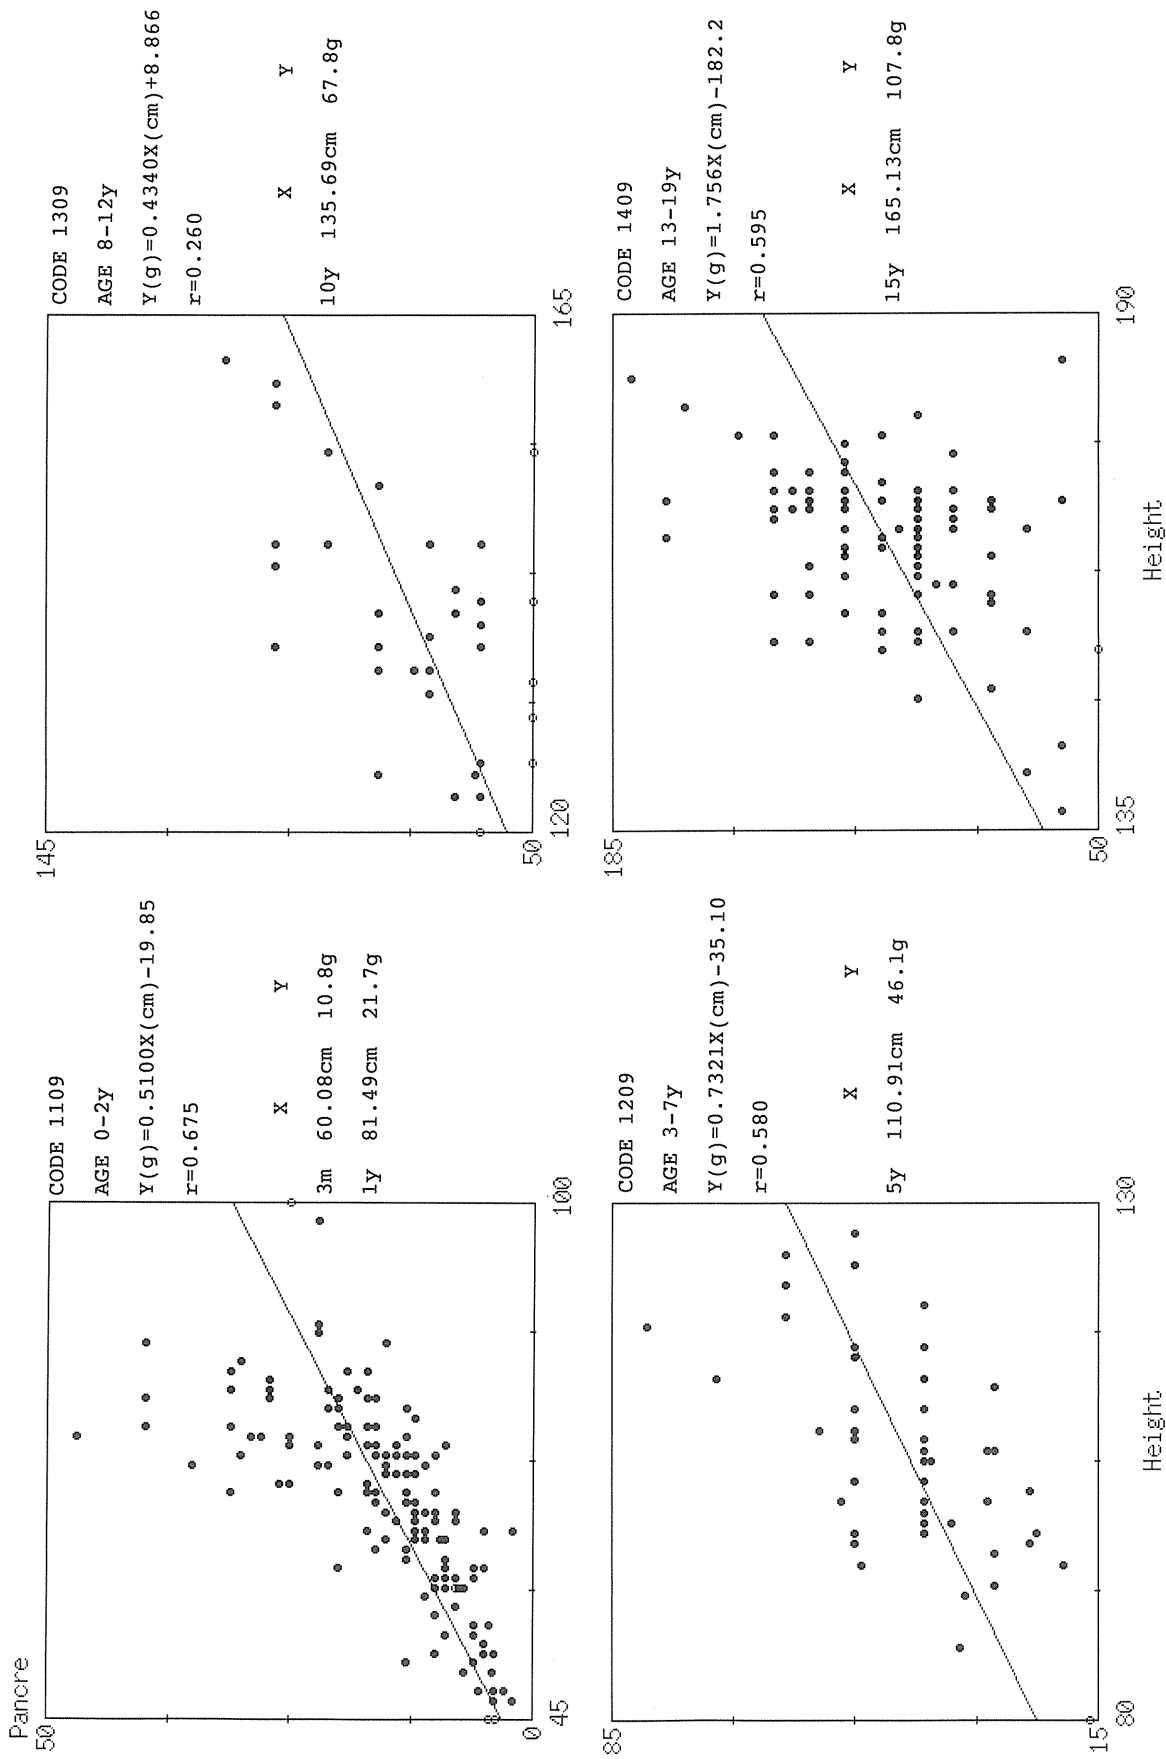 Pancre
50
0
45
100
CODE 1109
AGE 0-2y
Y(g)=0.5100X(cm)-19.85
r=0.675
X Y
3m 60.08cm 10.8g
1y 81.49cm 21.7g
145
50
120
165
CODE 1309
AGE 8-12y
Y(g)=0.4340X(cm)+8.866
r=0.260
X Y
10y 135.69cm 67.8g
85
15
80
130
Height
CODE 1209
AGE 3-7y
Y(g)=0.7321X(cm)-35.10
r=0.580
X Y
5y 110.91cm 46.1g
185
50
135
190
Height
CODE 1409
AGE 13-19y
Y(g)=1.756X(cm)-182.2
r=0.595
X Y
15y 165.13cm 107.8g